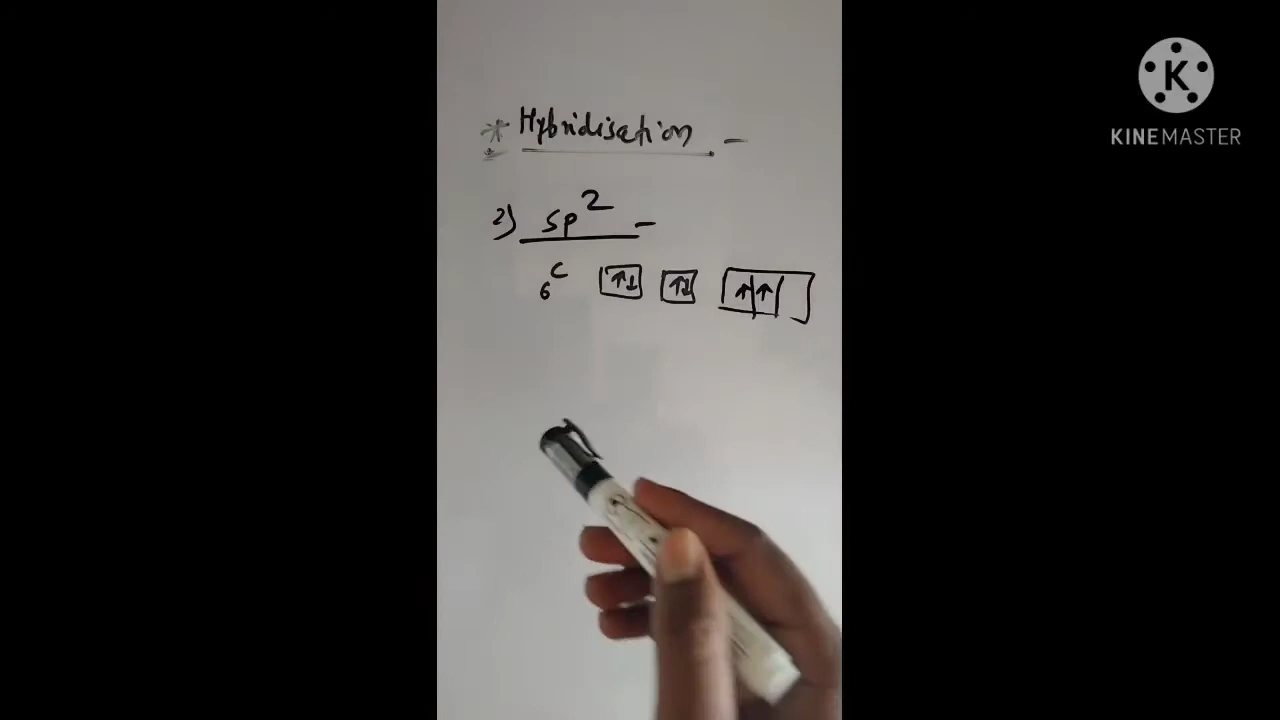 * Hybridisation -
2) sp² -
₆C ↑↓ ↑↓ ↑ ↑
K
KINEMASTER